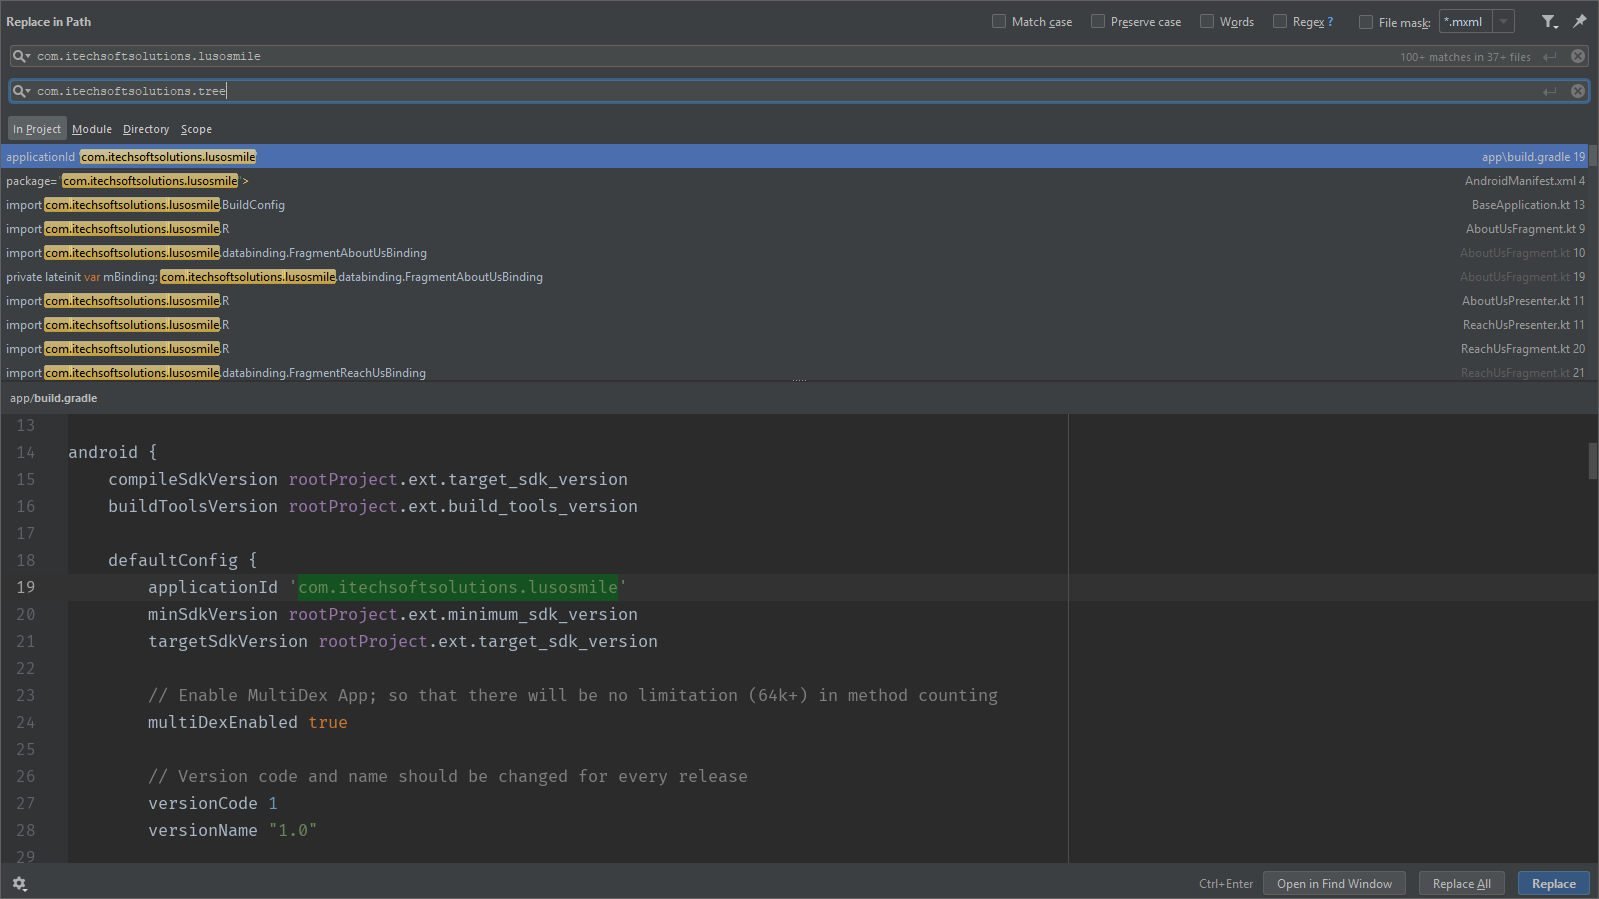 Replace in Path
Match case Preserve case Words Regex ? File mask: *.mxml
com.itechsoftsolutions.lusosmile 100+ matches in 37+ files
com.itechsoftsolutions.tree
In Project Module Directory Scope
applicationId 'com.itechsoftsolutions.lusosmile' app\build.gradle 19
package="com.itechsoftsolutions.lusosmile"> AndroidManifest.xml 4
import com.itechsoftsolutions.lusosmile.BuildConfig BaseApplication.kt 13
import com.itechsoftsolutions.lusosmile.R AboutUsFragment.kt 9
import com.itechsoftsolutions.lusosmile.databinding.FragmentAboutUsBinding AboutUsFragment.kt 10
private lateinit var mBinding: com.itechsoftsolutions.lusosmile.databinding.FragmentAboutUsBinding AboutUsFragment.kt 19
import com.itechsoftsolutions.lusosmile.R AboutUsPresenter.kt 11
import com.itechsoftsolutions.lusosmile.R ReachUsPresenter.kt 11
import com.itechsoftsolutions.lusosmile.R ReachUsFragment.kt 20
import com.itechsoftsolutions.lusosmile.databinding.FragmentReachUsBinding ReachUsFragment.kt 21
app/build.gradle
13
14 android {
15 compileSdkVersion rootProject.ext.target_sdk_version
16 buildToolsVersion rootProject.ext.build_tools_version
17
18 defaultConfig {
19 applicationId 'com.itechsoftsolutions.lusosmile'
20 minSdkVersion rootProject.ext.minimum_sdk_version
21 targetSdkVersion rootProject.ext.target_sdk_version
22
23 // Enable MultiDex App; so that there will be no limitation (64k+) in method counting
24 multiDexEnabled true
25
26 // Version code and name should be changed for every release
27 versionCode 1
28 versionName "1.0"
29
Ctrl+Enter Open in Find Window Replace All Replace